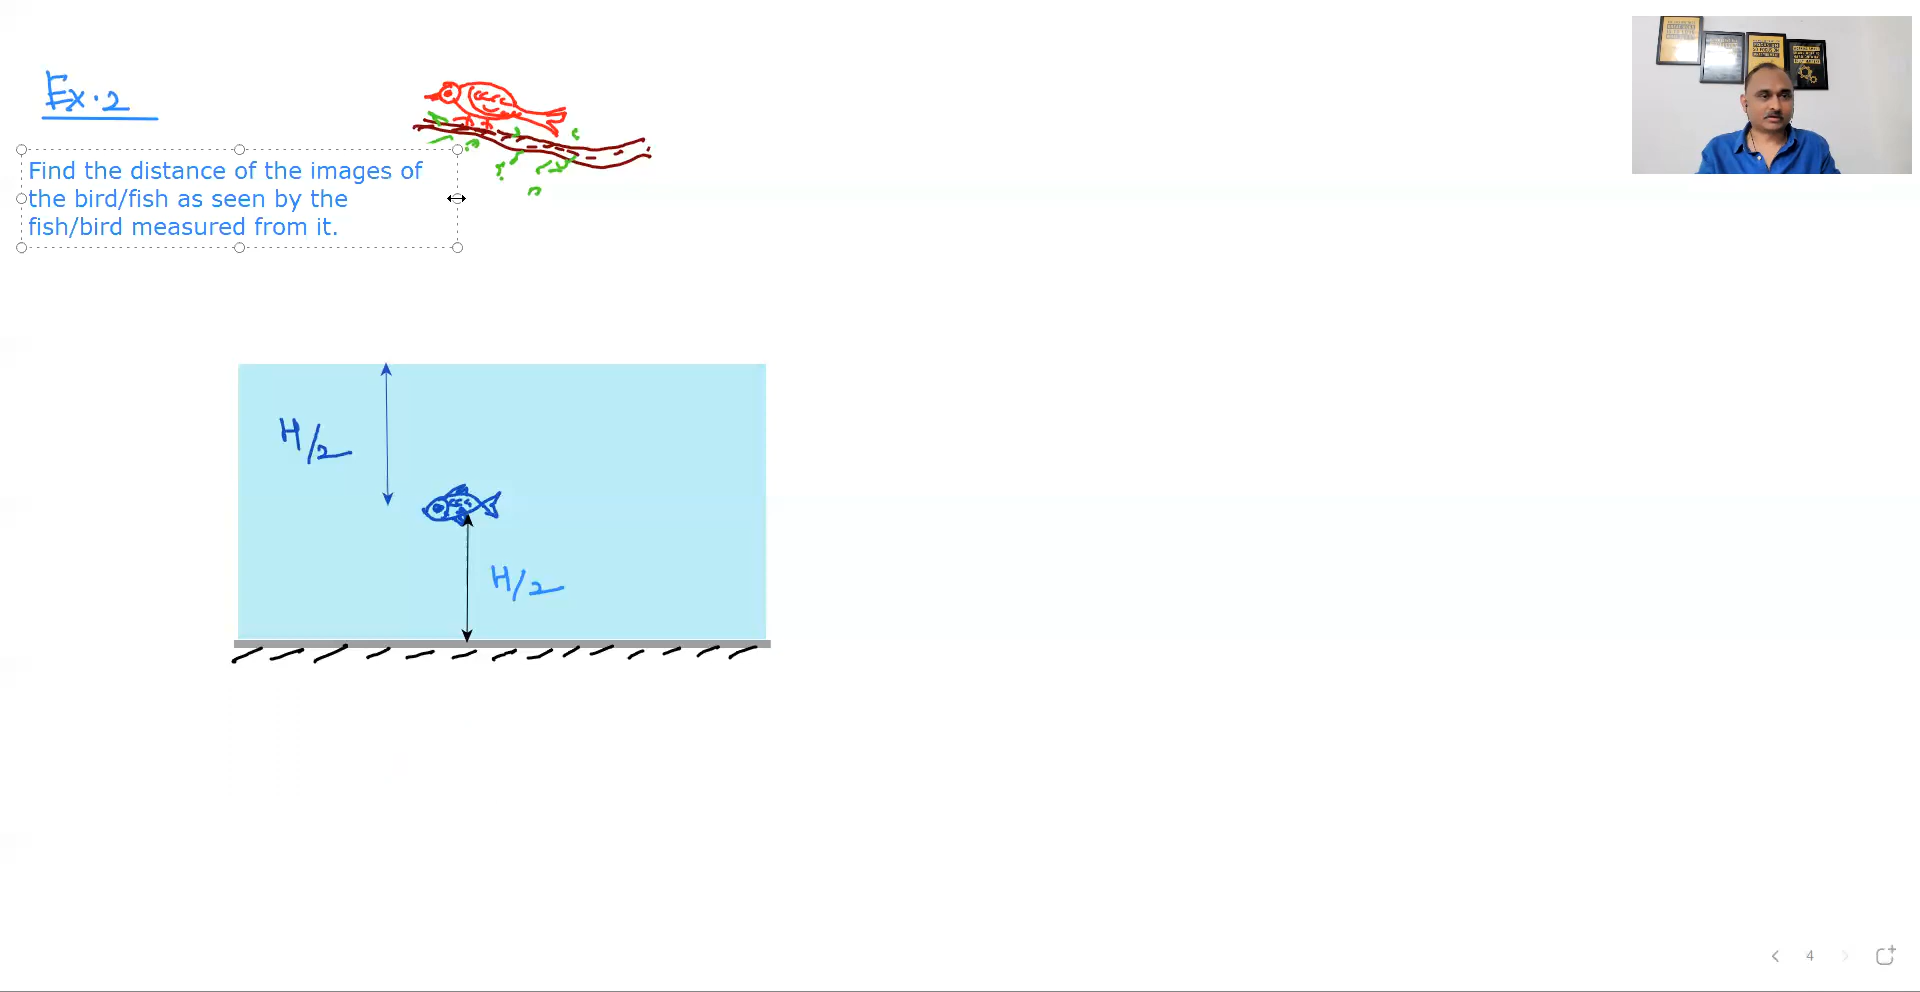 Ex.2
Find the distance of the images of
the bird/fish as seen by the
fish/bird measured from it.
H/2
H/2
4